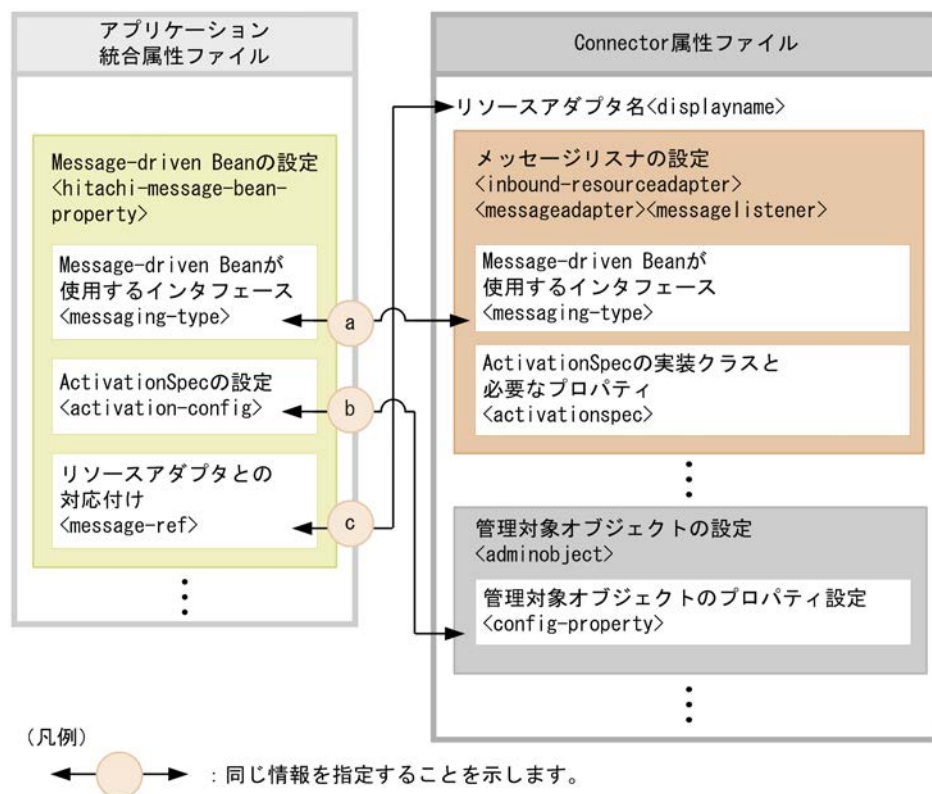 アプリケーション
統合属性ファイル
Message-driven Beanの設定
<hitachi-message-bean-
property>
Message-driven Beanが
使用するインタフェース
<messaging-type>
ActivationSpecの設定
<activation-config>
リソースアダプタとの
対応付け
<message-ref>
a
b
c
Connector属性ファイル
リソースアダプタ名<displayname>
メッセージリスナの設定
<inbound-resourceadapter>
<messageadapter><messagelistener>
Message-driven Beanが
使用するインタフェース
<messaging-type>
ActivationSpecの実装クラスと
必要なプロパティ
<activationspec>
管理対象オブジェクトの設定
<adminobject>
管理対象オブジェクトのプロパティ設定
<config-property>
(凡例)
:同じ情報を指定することを示します。